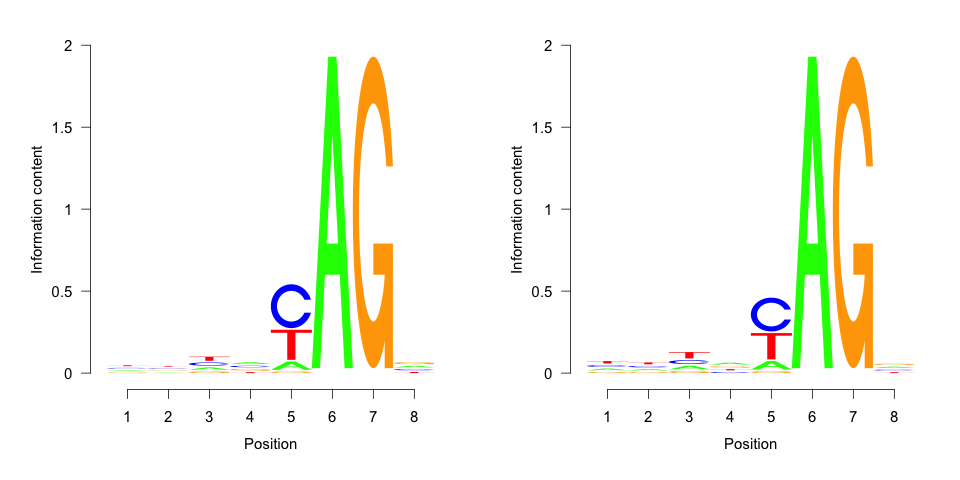 2
1.5
1
0.5
0
Information content
C
T
A
A
G
1 2 3 4 5 6 7 8
Position
2
1.5
1
0.5
0
Information content
C
T
A
A
G
1 2 3 4 5 6 7 8
Position